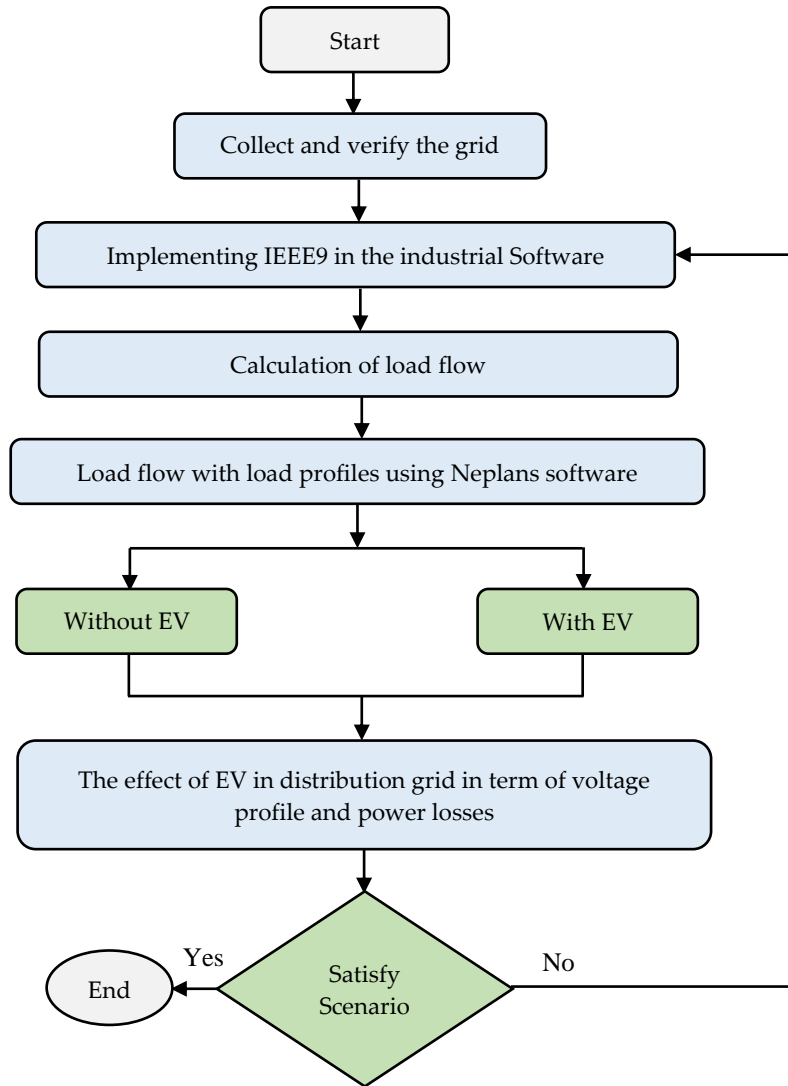 Start
Collect and verify the grid
Implementing IEEE9 in the industrial Software
Calculation of load flow
Load flow with load profiles using Neplans software
Without EV
With EV
The effect of EV in distribution grid in term of voltage
profile and power losses
Satisfy
Scenario
Yes
No
End